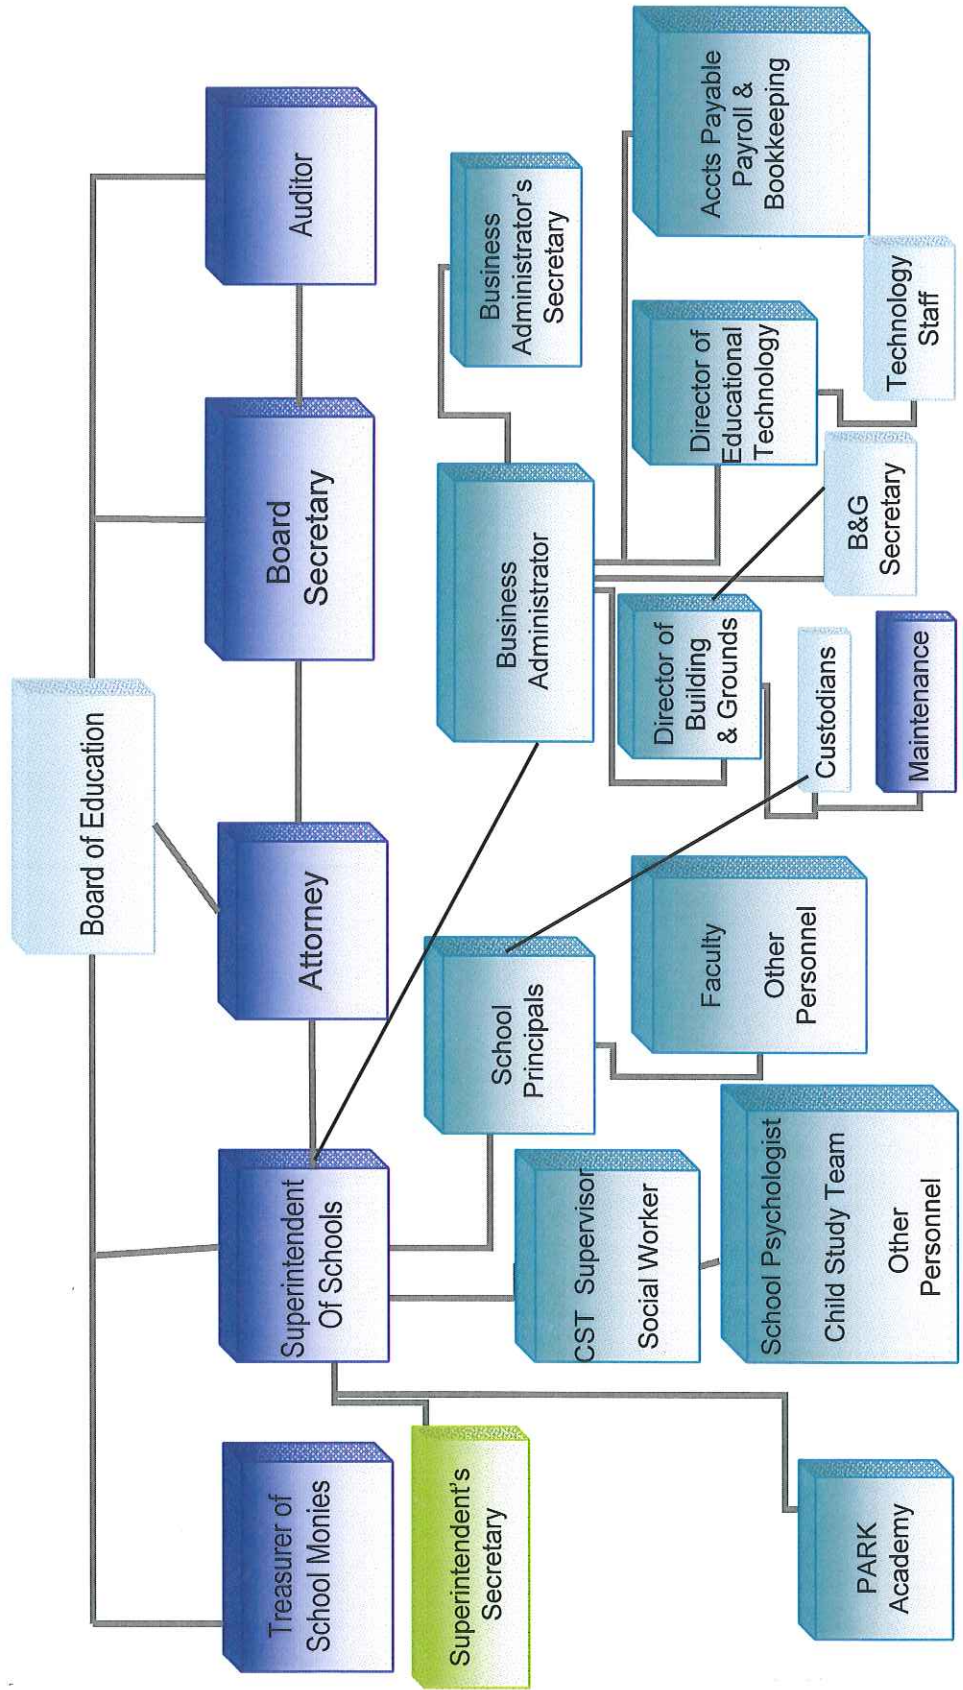 Board of Education
Treasurer of
School Monies
Superintendent
Of Schools
Attorney
Board
Secretary
Auditor
Superintendent's
Secretary
School
Principals
Business
Administrator
Business
Administrator's
Secretary
CST Supervisor
Social Worker
Faculty
Other
Personnel
Director of
Building
& Grounds
Director of
Educational
Technology
Accts Payable
Payroll &
Bookkeeping
PARK
Academy
School Psychologist
Child Study Team
Other
Personnel
Custodians
Maintenance
B&G
Secretary
Technology
Staff